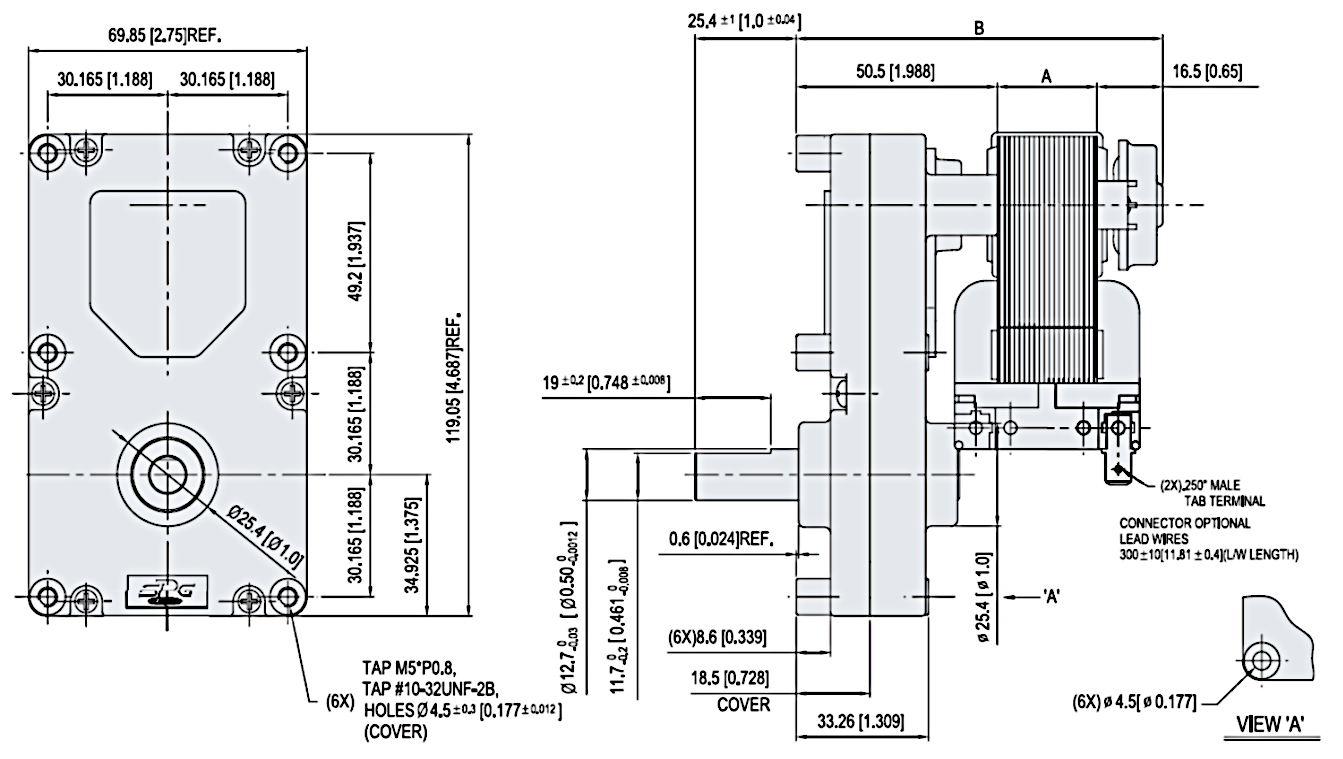 69.85 [2.75]REF.
30.165 [1.188]
30.165 [1.188]
49.2 [1.937]
30.165 [1.188]
30.165 [1.188]
34.925 [1.375]
119.05 [4.687]REF.
Ø25.4 [Ø1.0]
SPG
(6X)
TAP M5*P0.8,
TAP #10-32UNF-2B,
HOLES Ø4.5±0.3 [0.177±0.012]
(COVER)
25.4 ±1 [1.0 ±0.04]
B
50.5 [1.988]
A
16.5 [0.65]
19 ±0.2 [0.748 ±0.008]
0.6 [0.024]REF.
Ø12.7 0 -0.03 [Ø0.50 0 -0.0012]
11.7 0 -0.2 [0.461 0 -0.008]
(6X)8.6 [0.339]
18.5 [0.728]
COVER
33.26 [1.309]
ø25.4 [ø1.0]
'A'
(2X).250" MALE
TAB TERMINAL
CONNECTOR OPTIONAL
LEAD WIRES
300±10[11.81 ± 0.4](L/W LENGTH)
(6X) ø4.5[ø0.177]
VIEW 'A'